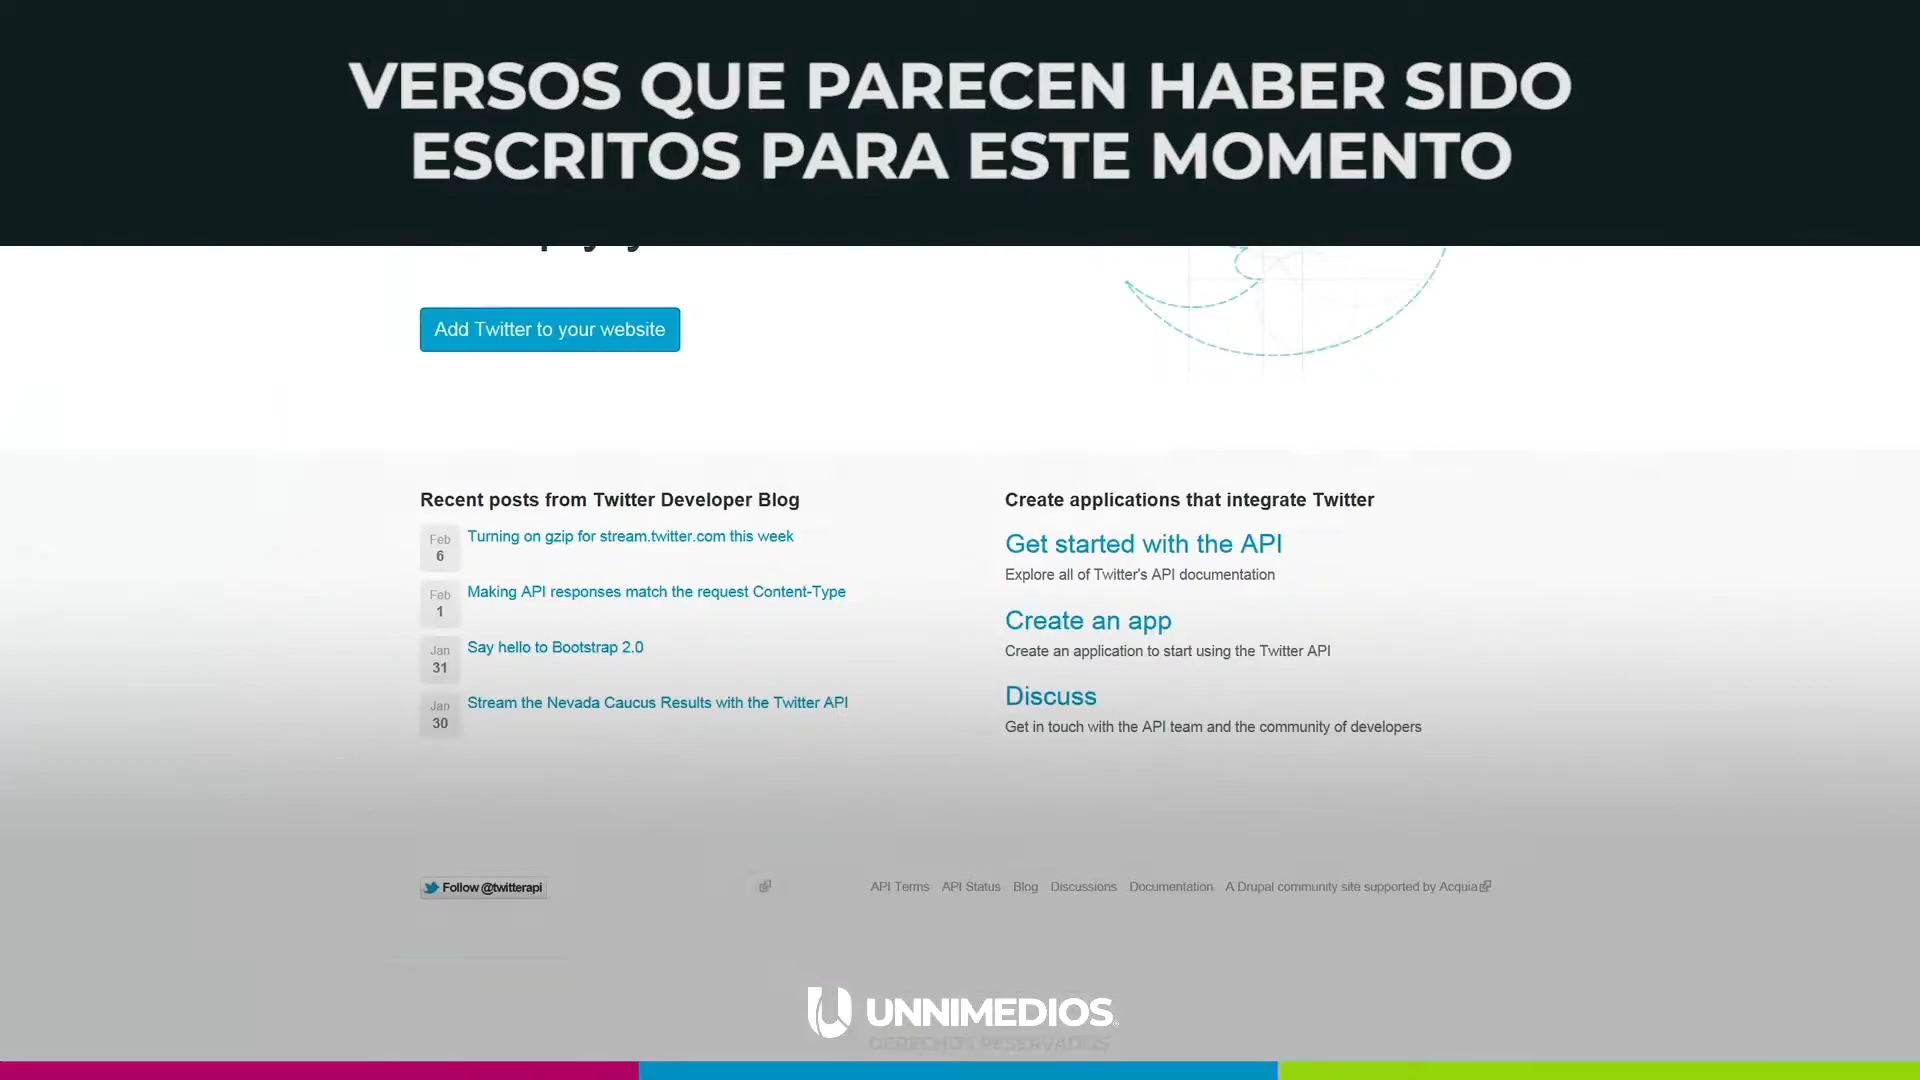 VERSOS QUE PARECEN HABER SIDO
ESCRITOS PARA ESTE MOMENTO
Add Twitter to your website
Recent posts from Twitter Developer Blog
Feb
6
Turning on gzip for stream.twitter.com this week
Feb
1
Making API responses match the request Content-Type
Jan
31
Say hello to Bootstrap 2.0
Jan
30
Stream the Nevada Caucus Results with the Twitter API
Create applications that integrate Twitter
Get started with the API
Explore all of Twitter's API documentation
Create an app
Create an application to start using the Twitter API
Discuss
Get in touch with the API team and the community of developers
Follow @twitterapi
API Terms API Status Blog Discussions Documentation A Drupal community site supported by Acquia
UNNIMEDIOS
DERECHOS RESERVADOS